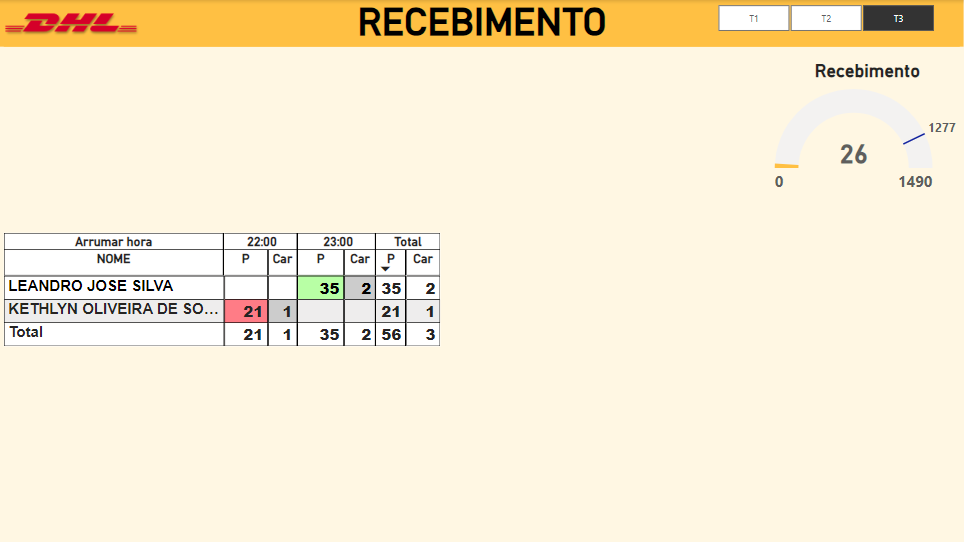 DHL RECEBIMENTO T1 T2 T3
Recebimento
1277
26
0 1490
Arrumar hora 22:00 23:00 Total
NOME P Car P Car P Car
LEANDRO JOSE SILVA 35 2 35 2
KETHLYN OLIVEIRA DE SO... 21 1 21 1
Total 21 1 35 2 56 3